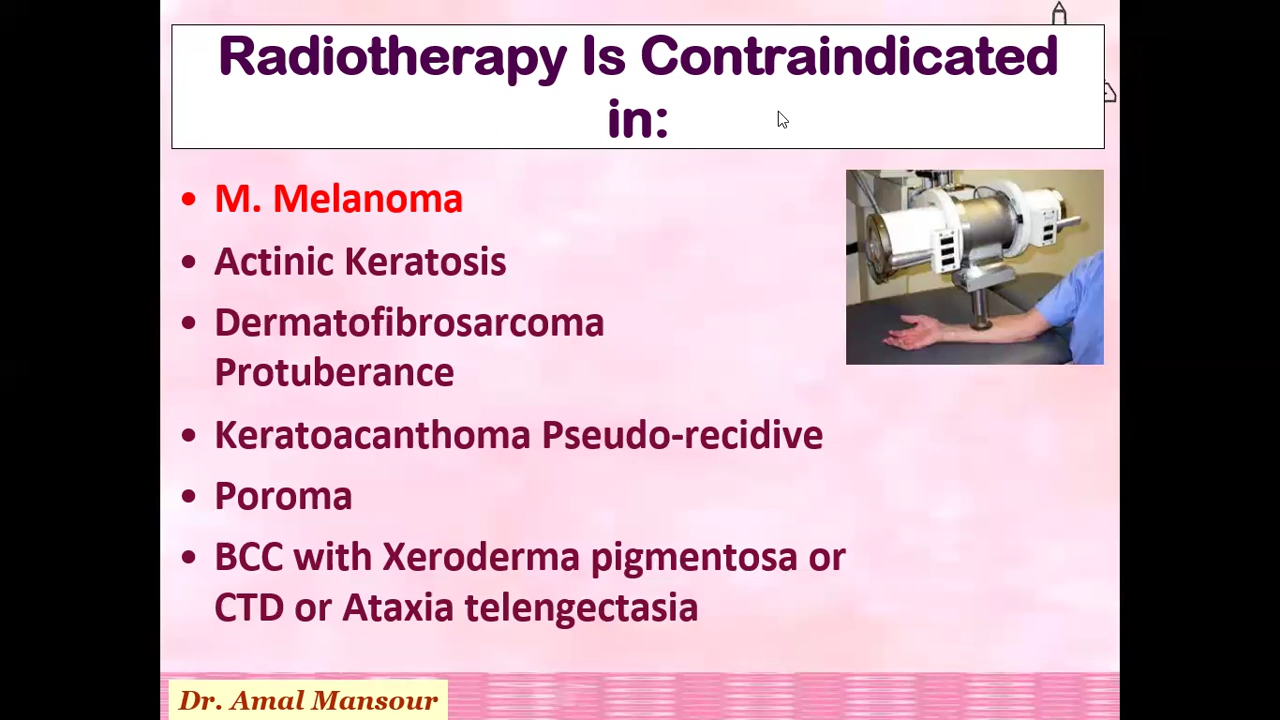 Radiotherapy Is Contraindicated
in:
• M. Melanoma
• Actinic Keratosis
• Dermatofibrosarcoma
Protuberance
• Keratoacanthoma Pseudo-recidive
• Poroma
• BCC with Xeroderma pigmentosa or
CTD or Ataxia telengectasia
Dr. Amal Mansour